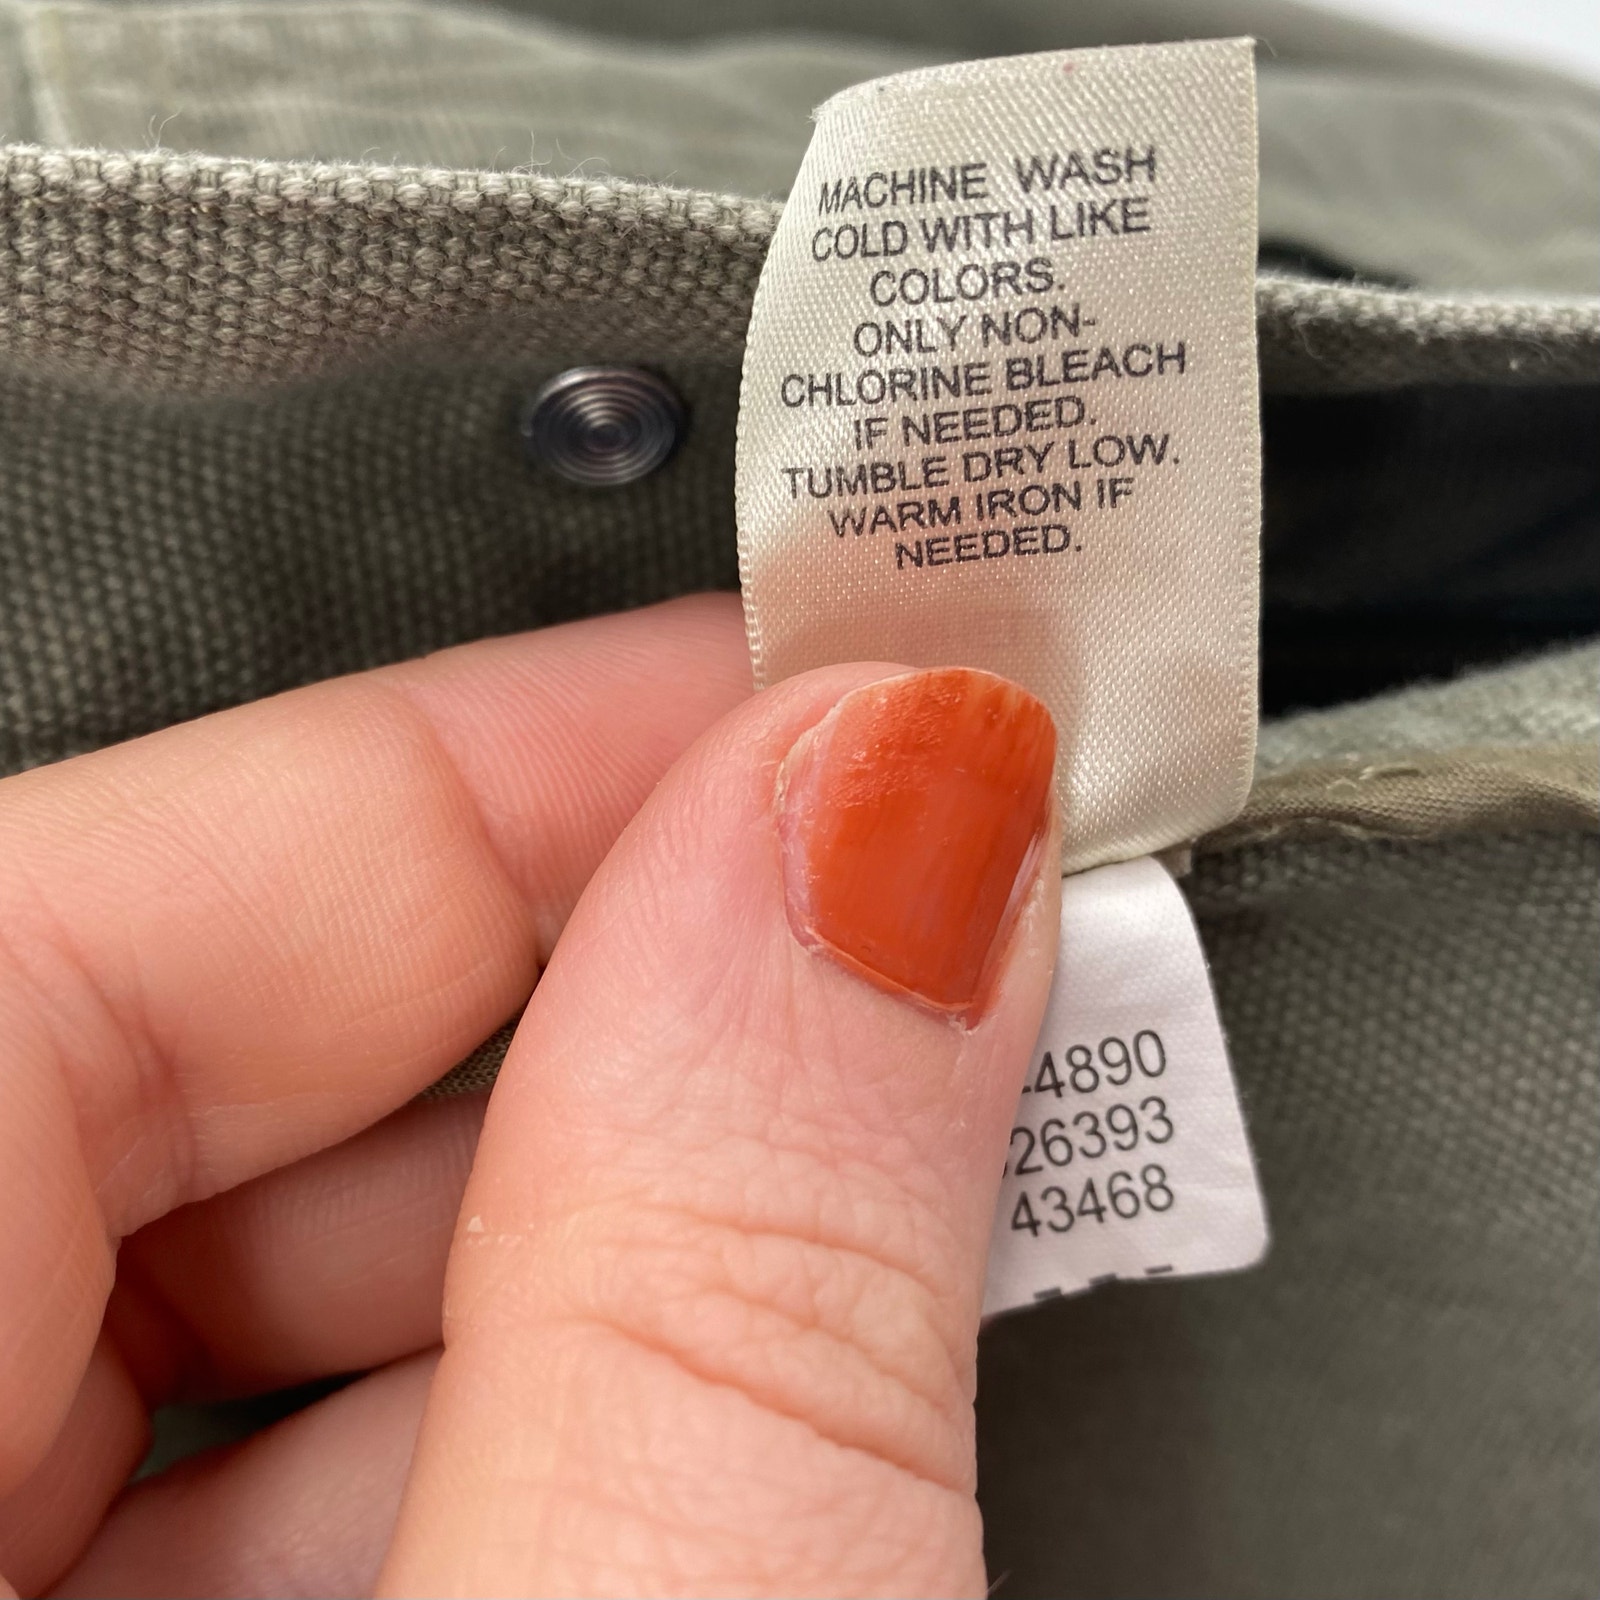 MACHINE WASH
COLD WITH LIKE
COLORS.
ONLY NON-
CHLORINE BLEACH
IF NEEDED.
TUMBLE DRY LOW.
WARM IRON IF
NEEDED.
-4890
26393
43468